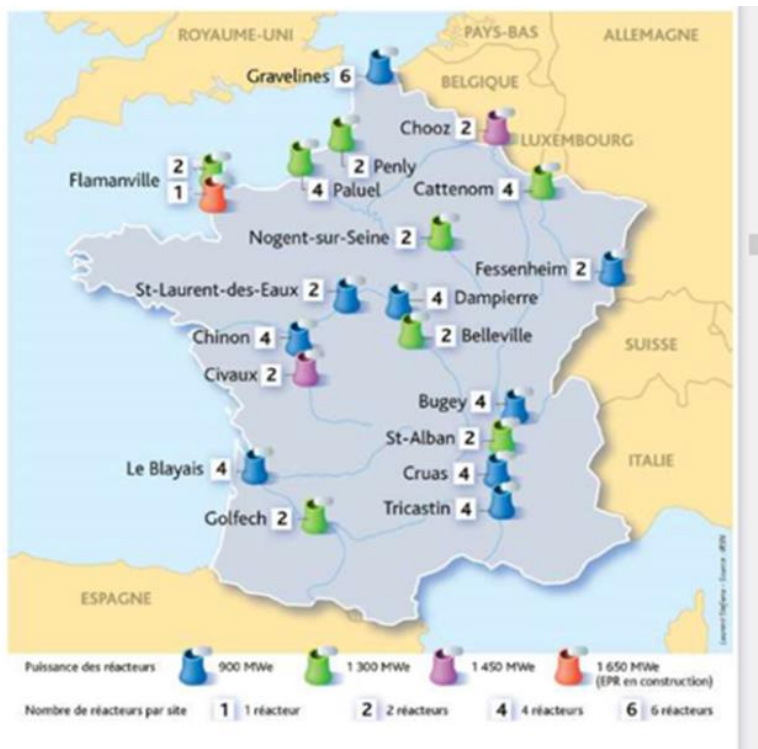 ROYAUME-UNI
PAYS-BAS
ALLEMAGNE
Gravelines 6
BELGIQUE
Chooz 2
LUXEMBOURG
2
Flamanville
1
2 Penly
4 Paluel
Cattenom 4
Nogent-sur-Seine 2
Fessenheim 2
St-Laurent-des-Eaux 2
4 Dampierre
Chinon 4
2 Belleville
SUISSE
Civaux 2
Bugey 4
St-Alban 2
ITALIE
Le Blayais 4
Cruas 4
Tricastin 4
Golfech 2
ESPAGNE
Source : IRSN
Puissance des réacteurs 900 MWe 1 300 MWe 1 450 MWe 1 650 MWe
(EPR en construction)
Nombre de réacteurs par site 1 1 réacteur 2 2 réacteurs 4 4 réacteurs 6 6 réacteurs